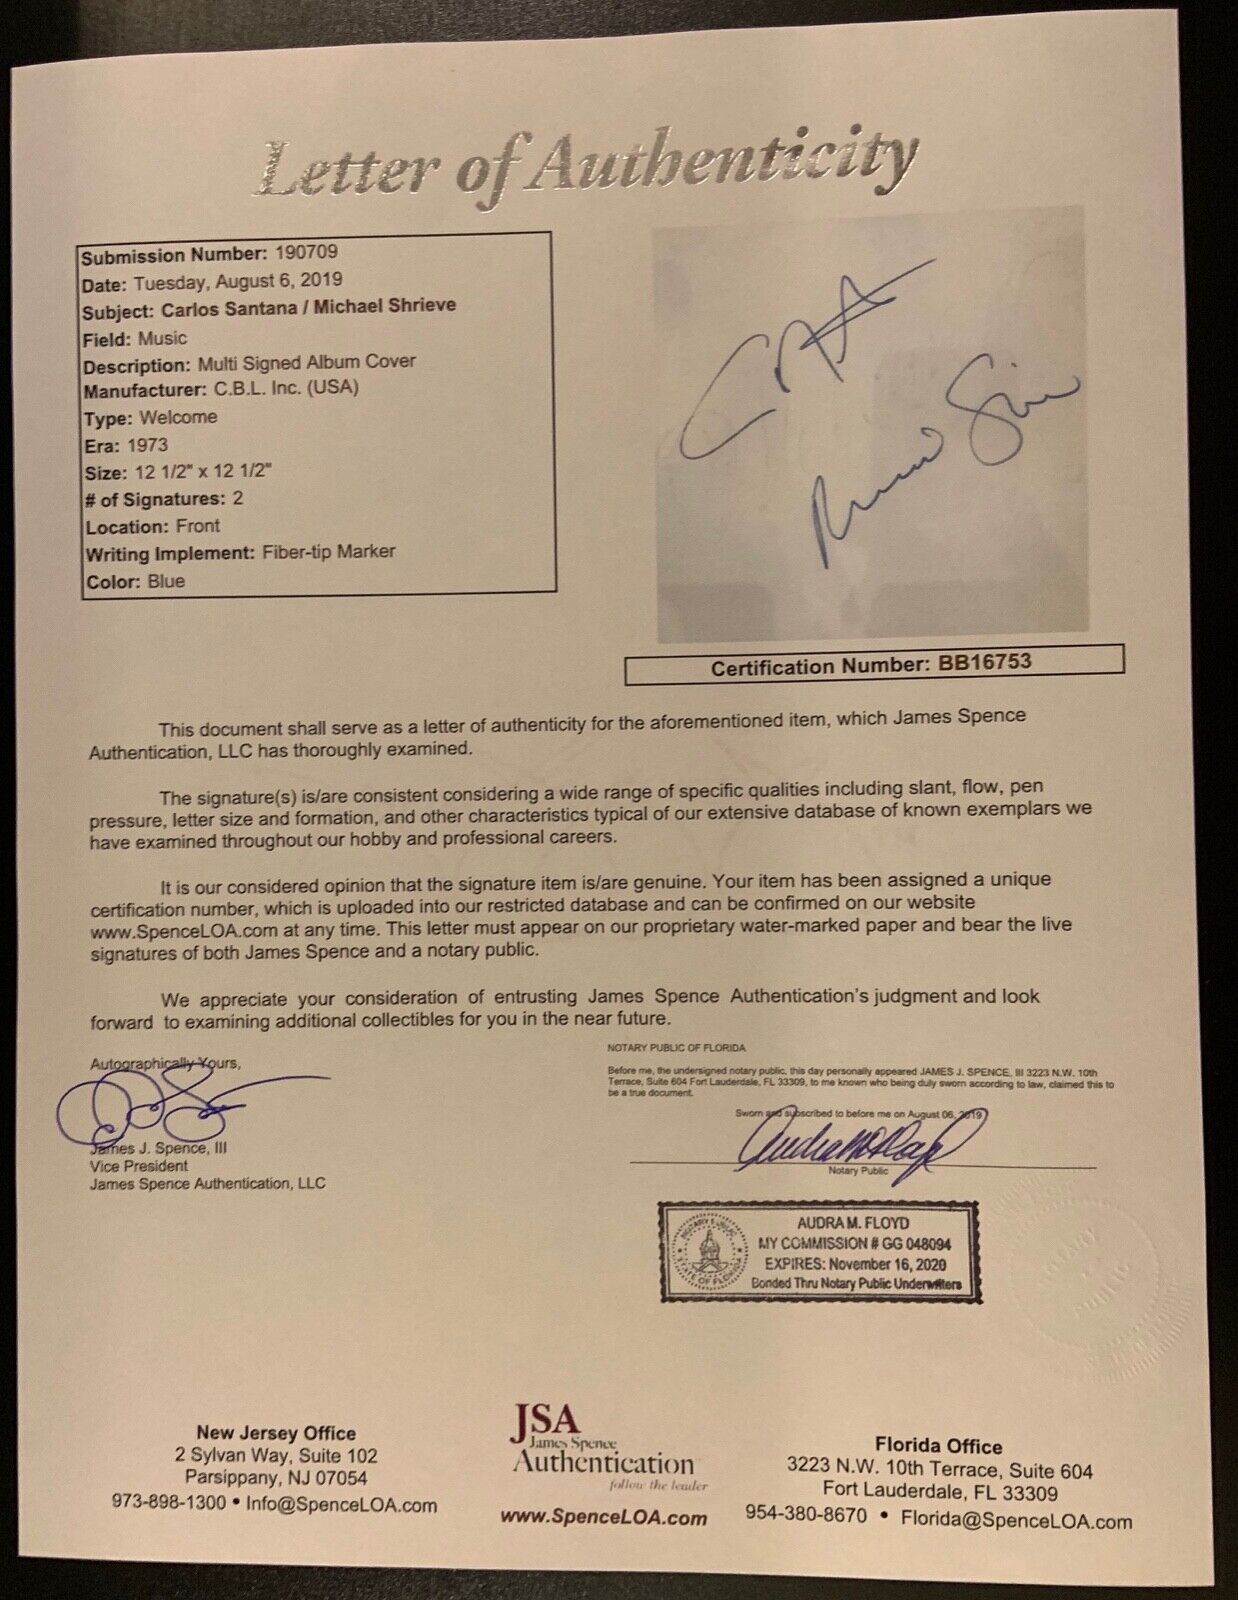 Letter of Authenticity
Submission Number: 190709
Date: Tuesday, August 6, 2019
Subject: Carlos Santana / Michael Shrieve
Field: Music
Description: Multi Signed Album Cover
Manufacturer: C.B.L. Inc. (USA)
Type: Welcome
Era: 1973
Size: 12 1/2" x 12 1/2"
# of Signatures: 2
Location: Front
Writing Implement: Fiber-tip Marker
Color: Blue
Certification Number: BB16753
This document shall serve as a letter of authenticity for the aforementioned item, which James Spence
Authentication, LLC has thoroughly examined.
The signature(s) is/are consistent considering a wide range of specific qualities including slant, flow, pen
pressure, letter size and formation, and other characteristics typical of our extensive database of known exemplars we
have examined throughout our hobby and professional careers.
It is our considered opinion that the signature item is/are genuine. Your item has been assigned a unique
certification number, which is uploaded into our restricted database and can be confirmed on our website
www.SpenceLOA.com at any time. This letter must appear on our proprietary water-marked paper and bear the live
signatures of both James Spence and a notary public.
We appreciate your consideration of entrusting James Spence Authentication's judgment and look
forward to examining additional collectibles for you in the near future.
Autographically Yours,
James J. Spence, III
Vice President
James Spence Authentication, LLC
NOTARY PUBLIC OF FLORIDA
Before me, the undersigned notary public, this day personally appeared JAMES J. SPENCE, III 3223 N.W. 10th
Terrace, Suite 604 Fort Lauderdale, FL 33309, to me known who being duly sworn according to law, claimed this to
be a true document.
Sworn and subscribed to before me on August 06, 2019
Notary Public
NOTARY PUBLIC
STATE OF FLORIDA
AUDRA M. FLOYD
MY COMMISSION # GG 048094
EXPIRES: November 16, 2020
Bonded Thru Notary Public Underwriters
NOTARY
PUBLIC
New Jersey Office
2 Sylvan Way, Suite 102
Parsippany, NJ 07054
973-898-1300 • Info@SpenceLOA.com
JSA
James Spence
Authentication
follow the leader
www.SpenceLOA.com
Florida Office
3223 N.W. 10th Terrace, Suite 604
Fort Lauderdale, FL 33309
954-380-8670 • Florida@SpenceLOA.com